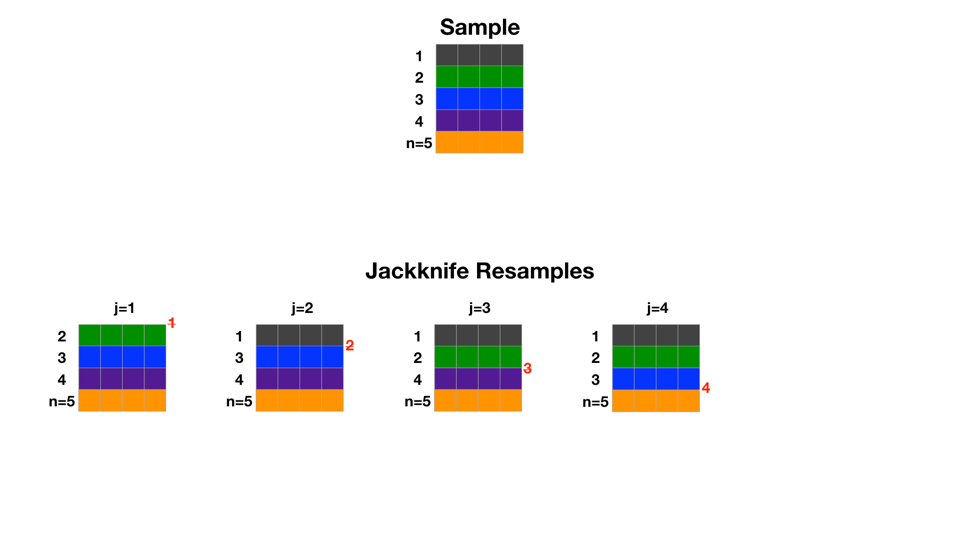 Sample
1
2
3
4
n=5
Jackknife Resamples
j=1 j=2 j=3 j=4
1
2 1 1 1
2
3 3 2 2
3
4 4 4 3
4
n=5 n=5 n=5 n=5